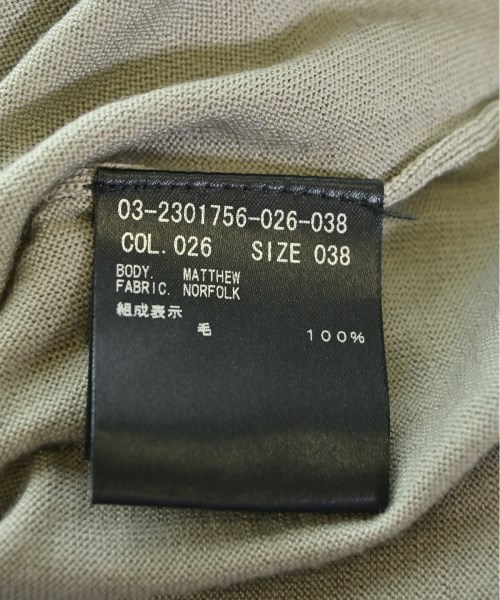 03-2301756-026-038
COL. 026 SIZE 038
BODY. MATTHEW
FABRIC. NORFOLK
組成表示
毛 100%